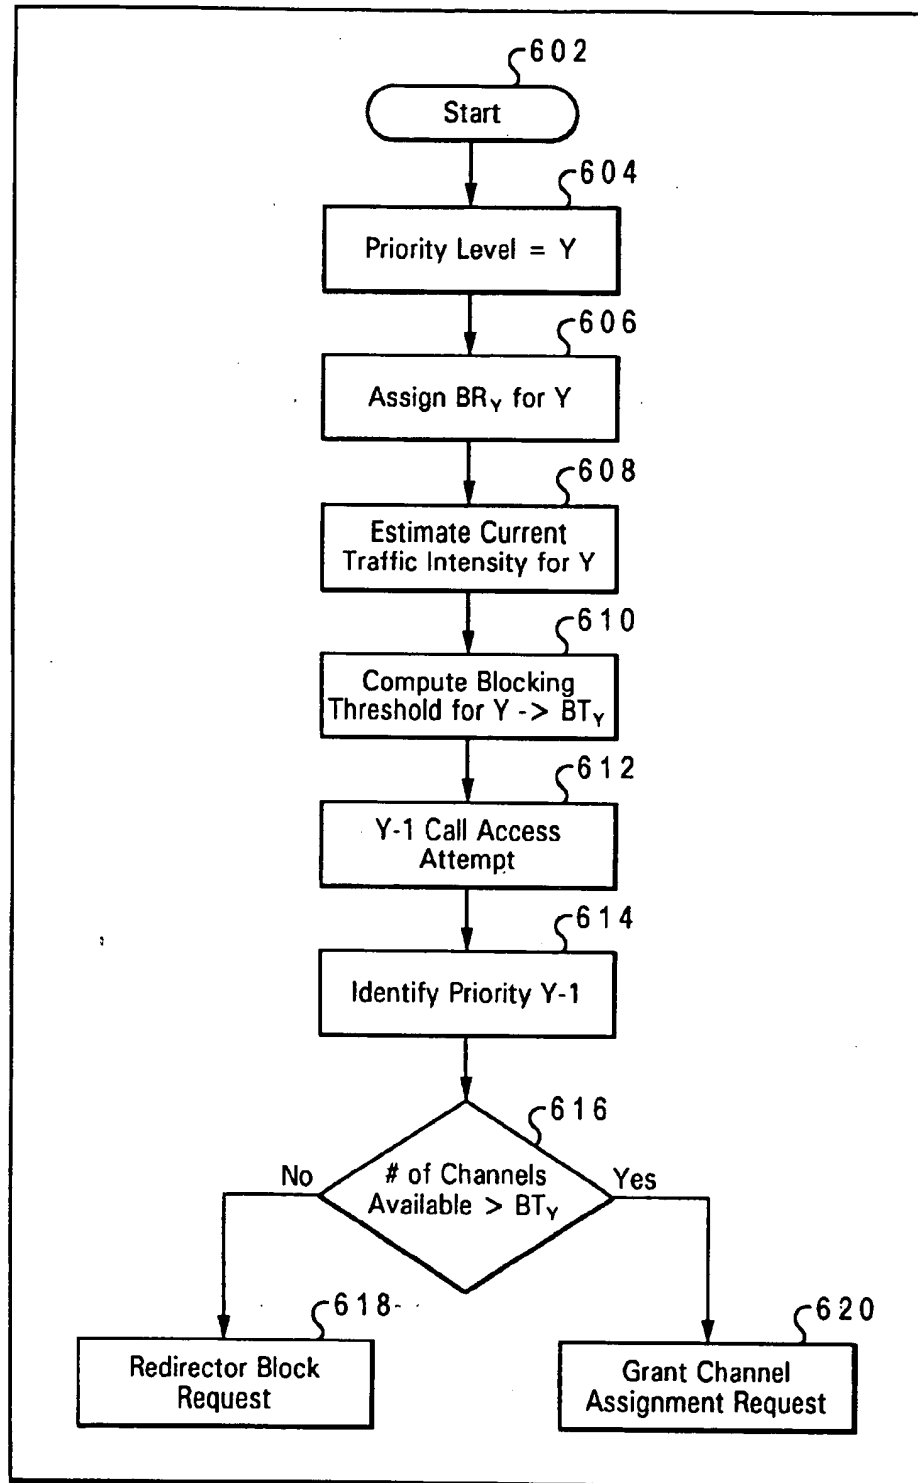 602
Start
604
Priority Level = Y
606
Assign BR_Y for Y
608
Estimate Current
Traffic Intensity for Y
610
Compute Blocking
Threshold for Y -> BT_Y
612
Y-1 Call Access
Attempt
614
Identify Priority Y-1
616
# of Channels
Available > BT_Y
No
Yes
618
Redirector Block
Request
620
Grant Channel
Assignment Request